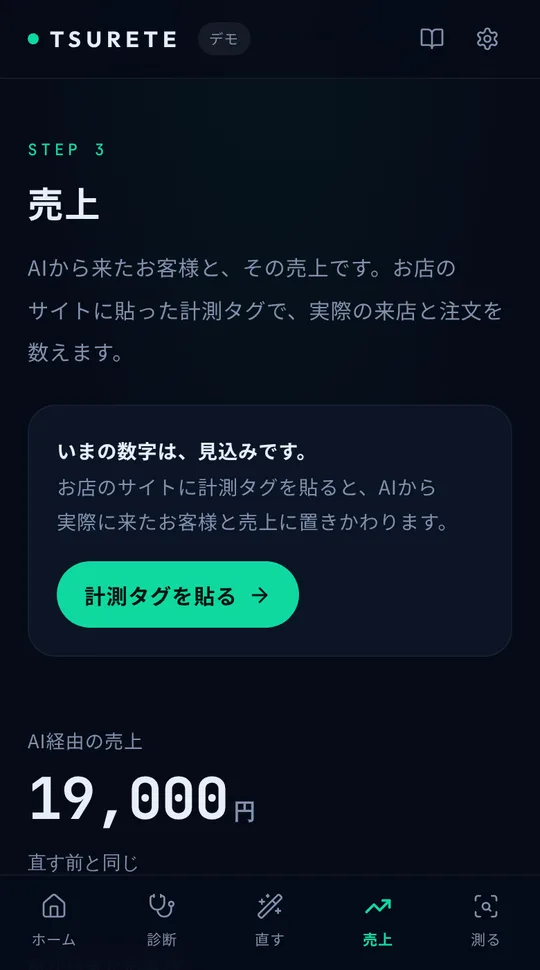 TSURETE デモ
STEP 3
売上
AIから来たお客様と、その売上です。お店の
サイトに貼った計測タグで、実際の来店と注文を
数えます。
いまの数字は、見込みです。
お店のサイトに計測タグを貼ると、AIから
実際に来たお客様と売上に置きかわります。
計測タグを貼る →
AI経由の売上
19,000円
直す前と同じ
ホーム 診断 直す 売上 測る